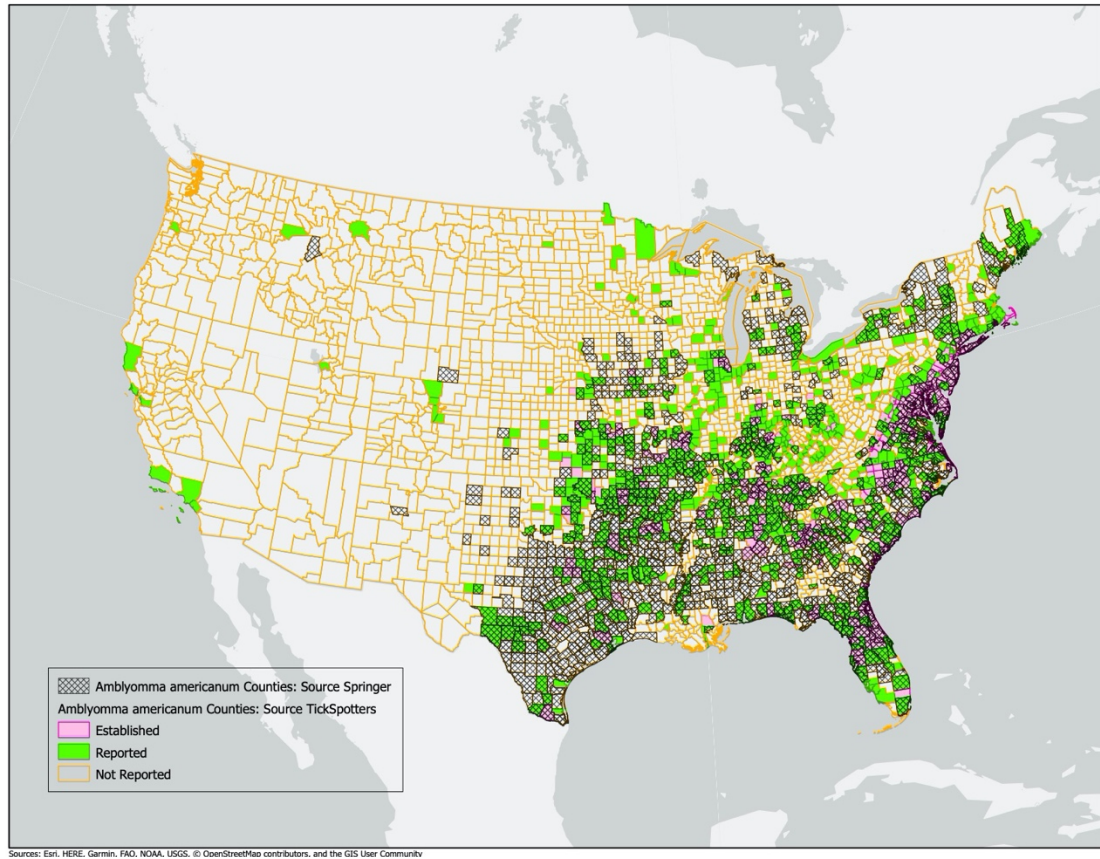 Amblyomma americanum Counties: Source Springer
Amblyomma americanum Counties: Source TickSpotters
Established
Reported
Not Reported
Sources: Esri, HERE, Garmin, FAO, NOAA, USGS, © OpenStreetMap contributors, and the GIS User Community